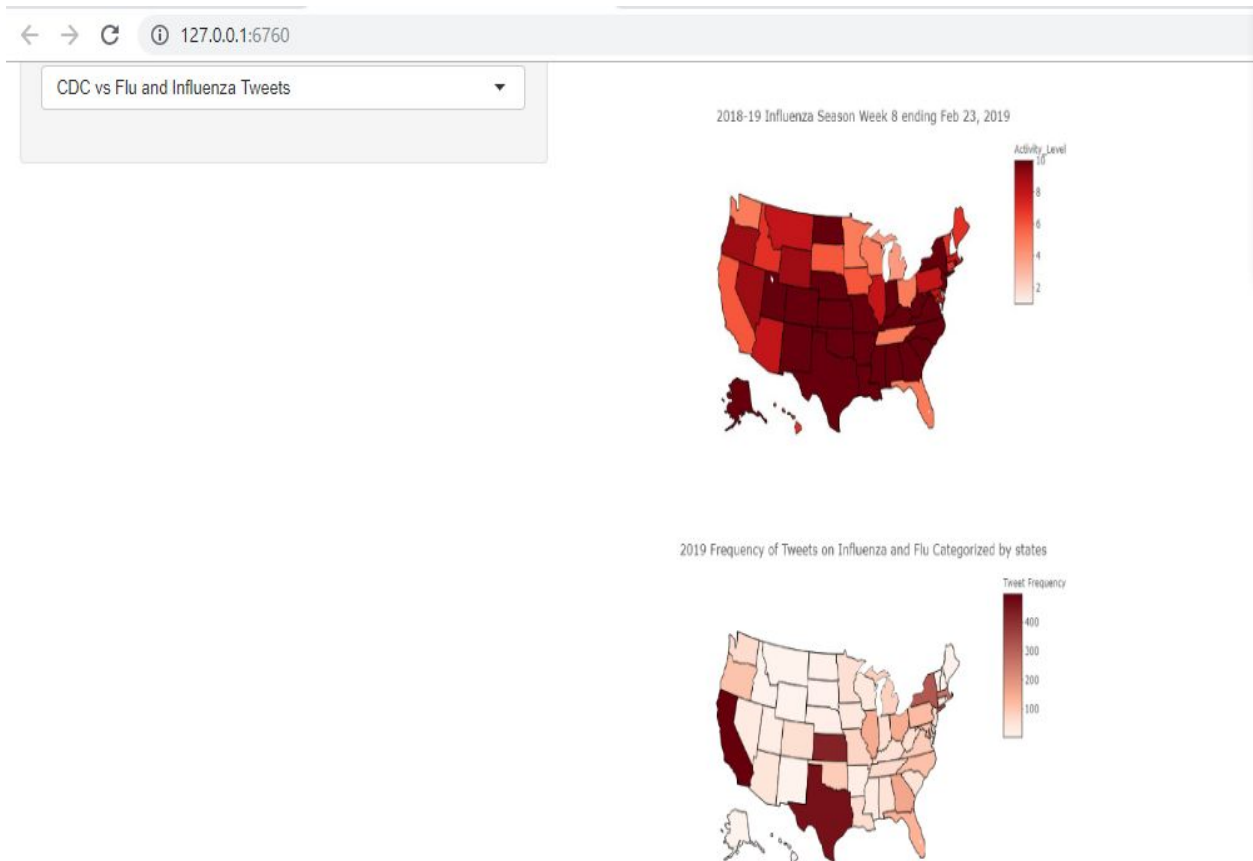 127.0.0.1:6760
CDC vs Flu and Influenza Tweets
2018-19 Influenza Season Week 8 ending Feb 23, 2019
Activity_Level
10
8
6
4
2
2019 Frequency of Tweets on Influenza and Flu Categorized by states
Tweet Frequency
400
300
200
100